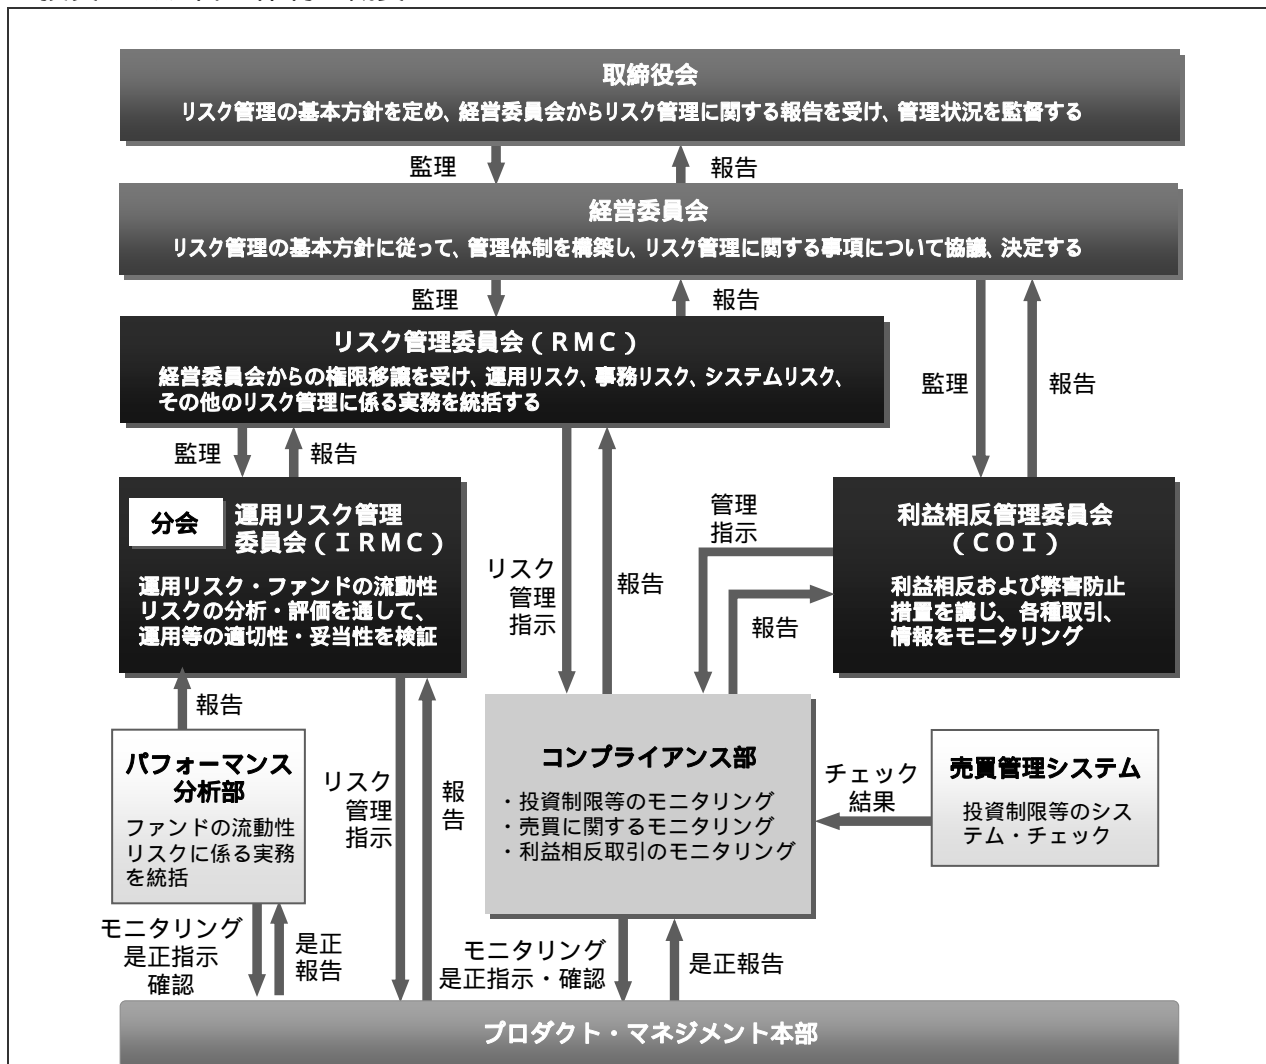 取締役会
リスク管理の基本方針を定め、経営委員会からリスク管理に関する報告を受け、管理状況を監督する
監理
報告
経営委員会
リスク管理の基本方針に従って、管理体制を構築し、リスク管理に関する事項について協議、決定する
監理
報告
リスク管理委員会（ＲＭＣ）
経営委員会からの権限移譲を受け、運用リスク、事務リスク、システムリスク、
その他のリスク管理に係る実務を統括する
監理
報告
監理
報告
分会
運用リスク管理
委員会（ＩＲＭＣ）
運用リスク・ファンドの流動性
リスクの分析・評価を通して、
運用等の適切性・妥当性を検証
リスク
管理
指示
報告
管理
指示
報告
利益相反管理委員会
（ＣＯＩ）
利益相反および弊害防止
措置を講じ、各種取引、
情報をモニタリング
報告
パフォーマンス
分析部
ファンドの流動性
リスクに係る実務
を統括
リスク
管理
指示
報
告
コンプライアンス部
・投資制限等のモニタリング
・売買に関するモニタリング
・利益相反取引のモニタリング
チェック
結果
売買管理システム
投資制限等のシス
テム・チェック
モニタリング
是正指示
確認
是正
報告
モニタリング
是正指示・確認
是正報告
プロダクト・マネジメント本部